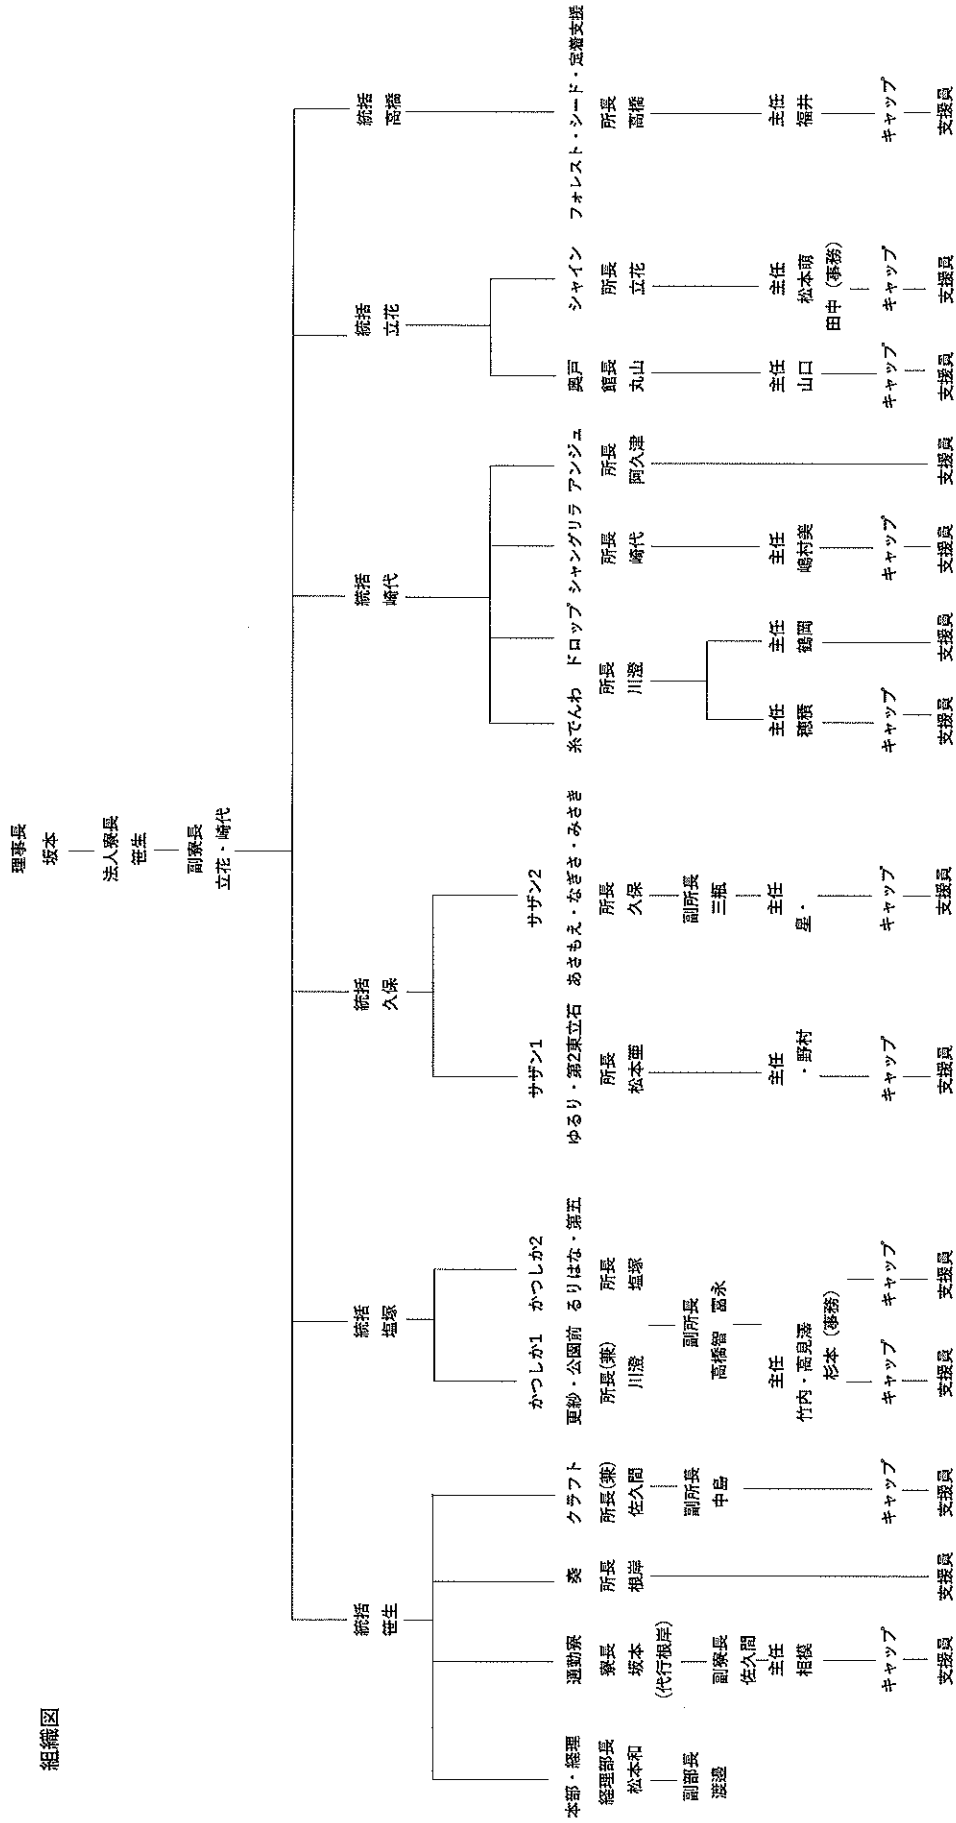 組織図
理事長
坂本
法人寮長
笹生
副寮長
立花・崎代
統括
笹生
統括
塩塚
統括
久保
統括
崎代
統括
立花
統括
高橋
本部・経理
経理部長
松本和
副部長
渡邊
通勤寮
寮長
坂本
(代行根岸)
副寮長
佐久間
主任
相模
キャップ
支援員
葵
所長
根岸
支援員
クラフト
所長(兼)
佐久間
副所長
中島
キャップ
支援員
かつしか1
更紗・公園前
所長(兼)
川澄
かつしか2
るりはな・第五
所長
塩塚
副所長
高橋智 富永
主任
竹内・高見澤
杉本(事務)
キャップ
支援員
キャップ
支援員
サザン1
ゆるり・第2東立石
所長
松本亜
主任
・野村
キャップ
支援員
サザン2
あさもえ・なぎさ・みさき
所長
久保
副所長
三瓶
主任
星・
キャップ
支援員
糸でんわ
ドロップ
所長
川澄
主任
穂積
キャップ
支援員
主任
鶴岡
支援員
シャングリラ
所長
崎代
主任
嶋村美
キャップ
支援員
アンジュ
所長
阿久津
支援員
奥戸
館長
丸山
主任
山口
キャップ
支援員
シャイン
所長
立花
主任
松本萌
田中(事務)
キャップ
支援員
フォレスト・シード・定着支援
所長
高橋
主任
福井
キャップ
支援員